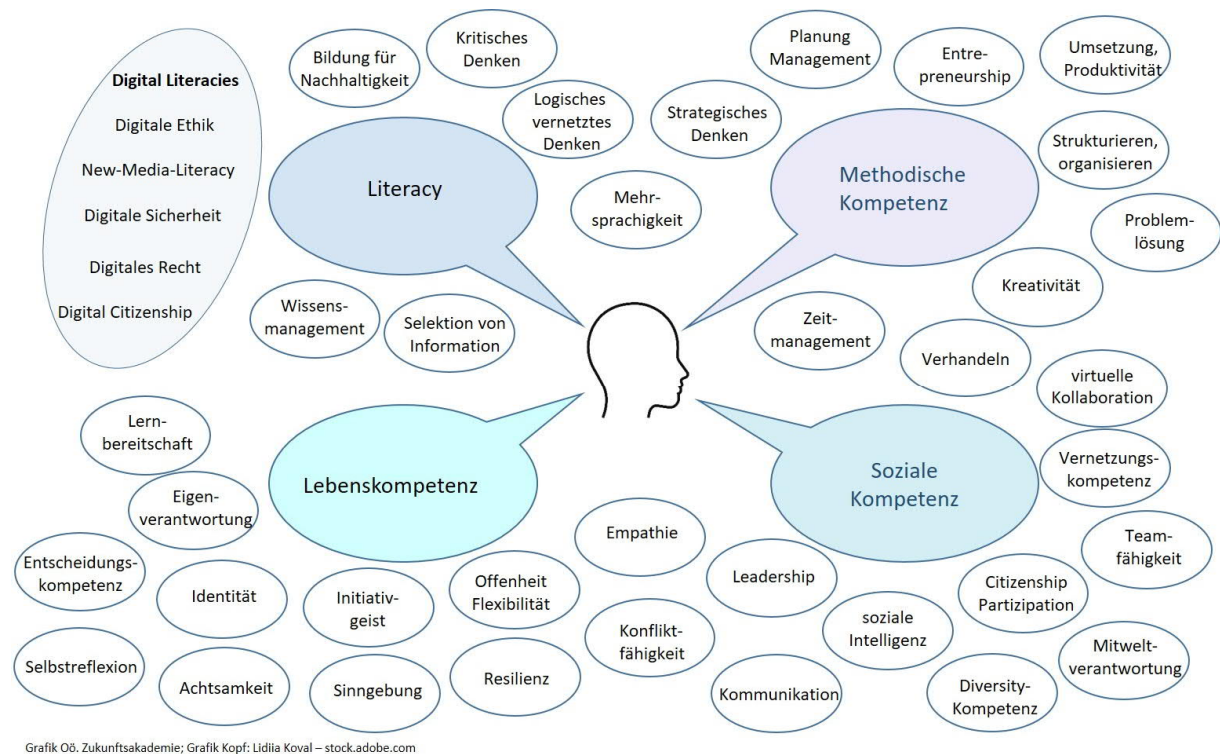 Digital Literacies
Digitale Ethik
New-Media-Literacy
Digitale Sicherheit
Digitales Recht
Digital Citizenship
Bildung für
Nachhaltigkeit
Kritisches
Denken
Logisches
vernetztes
Denken
Literacy
Mehr-
sprachigkeit
Wissens-
management
Selektion von
Information
Strategisches
Denken
Planung
Management
Entre-
preneurship
Umsetzung,
Produktivität
Strukturieren,
organisieren
Methodische
Kompetenz
Problem-
lösung
Kreativität
Zeit-
management
Verhandeln
Lern-
bereitschaft
Eigen-
verantwortung
Lebenskompetenz
Entscheidungs-
kompetenz
Identität
Initiativ-
geist
Offenheit
Flexibilität
Selbstreflexion
Achtsamkeit
Sinngebung
Resilienz
virtuelle
Kollaboration
Soziale
Kompetenz
Vernetzungs-
kompetenz
Team-
fähigkeit
Empathie
Leadership
Citizenship
Partizipation
soziale
Intelligenz
Konflikt-
fähigkeit
Mitwelt-
verantwortung
Kommunikation
Diversity-
Kompetenz
Grafik Oö. Zukunftsakademie; Grafik Kopf: Lidiia Koval – stock.adobe.com